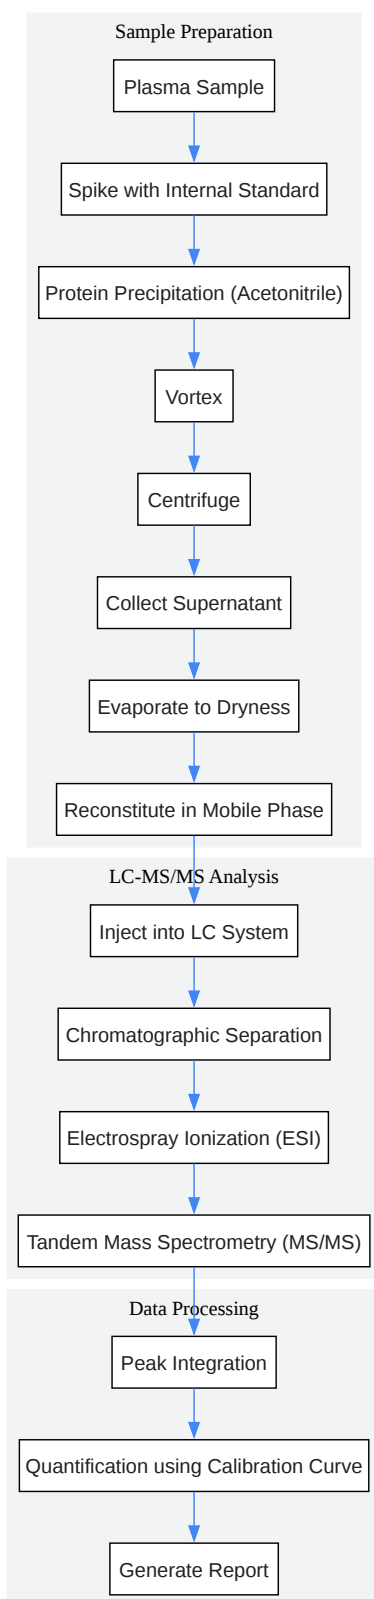 Sample Preparation
Plasma Sample
Spike with Internal Standard
Protein Precipitation (Acetonitrile)
Vortex
Centrifuge
Collect Supernatant
Evaporate to Dryness
Reconstitute in Mobile Phase
LC-MS/MS Analysis
Inject into LC System
Chromatographic Separation
Electrospray Ionization (ESI)
Tandem Mass Spectrometry (MS/MS)
Data Processing
Peak Integration
Quantification using Calibration Curve
Generate Report